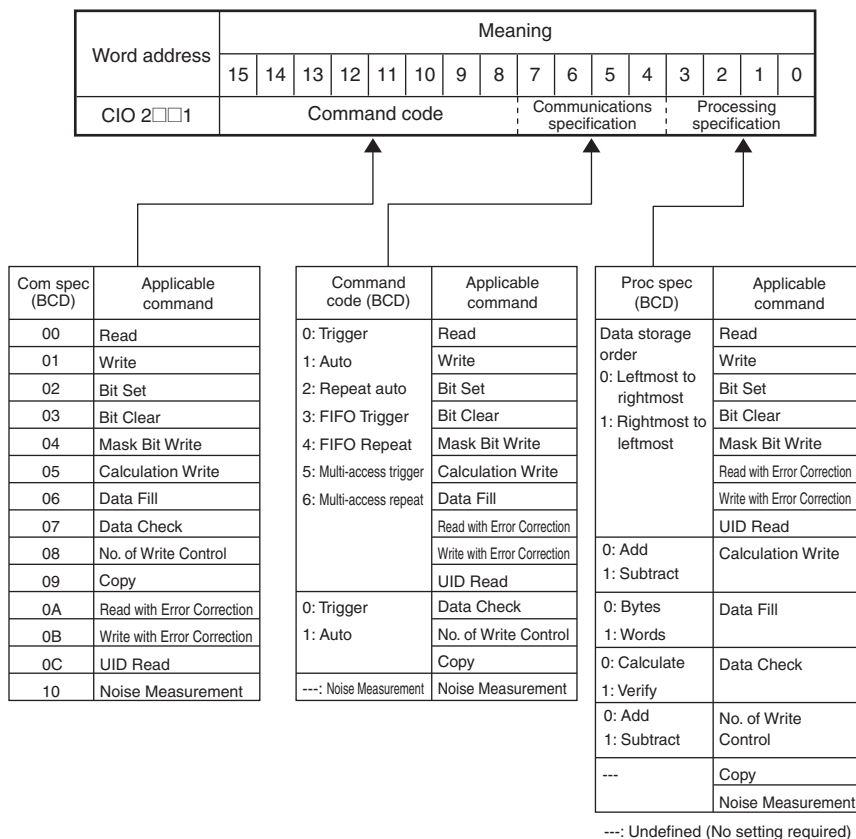 Word address
Meaning
15 14 13 12 11 10 9 8 7 6 5 4 3 2 1 0
CIO 2□□1
Command code
Communications
specification
Processing
specification
Com spec
(BCD)
Applicable
command
00 Read
01 Write
02 Bit Set
03 Bit Clear
04 Mask Bit Write
05 Calculation Write
06 Data Fill
07 Data Check
08 No. of Write Control
09 Copy
0A Read with Error Correction
0B Write with Error Correction
0C UID Read
10 Noise Measurement
Command
code (BCD)
Applicable
command
0: Trigger
1: Auto
2: Repeat auto
3: FIFO Trigger
4: FIFO Repeat
5: Multi-access trigger
6: Multi-access repeat
Read
Write
Bit Set
Bit Clear
Mask Bit Write
Calculation Write
Data Fill
Read with Error Correction
Write with Error Correction
UID Read
0: Trigger
1: Auto
Data Check
No. of Write Control
Copy
---: Noise Measurement
Noise Measurement
Proc spec
(BCD)
Applicable
command
Data storage
order
0: Leftmost to
rightmost
1: Rightmost to
leftmost
Read
Write
Bit Set
Bit Clear
Mask Bit Write
Read with Error Correction
Write with Error Correction
UID Read
0: Add
1: Subtract
Calculation Write
0: Bytes
1: Words
Data Fill
0: Calculate
1: Verify
Data Check
0: Add
1: Subtract
No. of Write
Control
---
Copy
Noise Measurement
---: Undefined (No setting required)